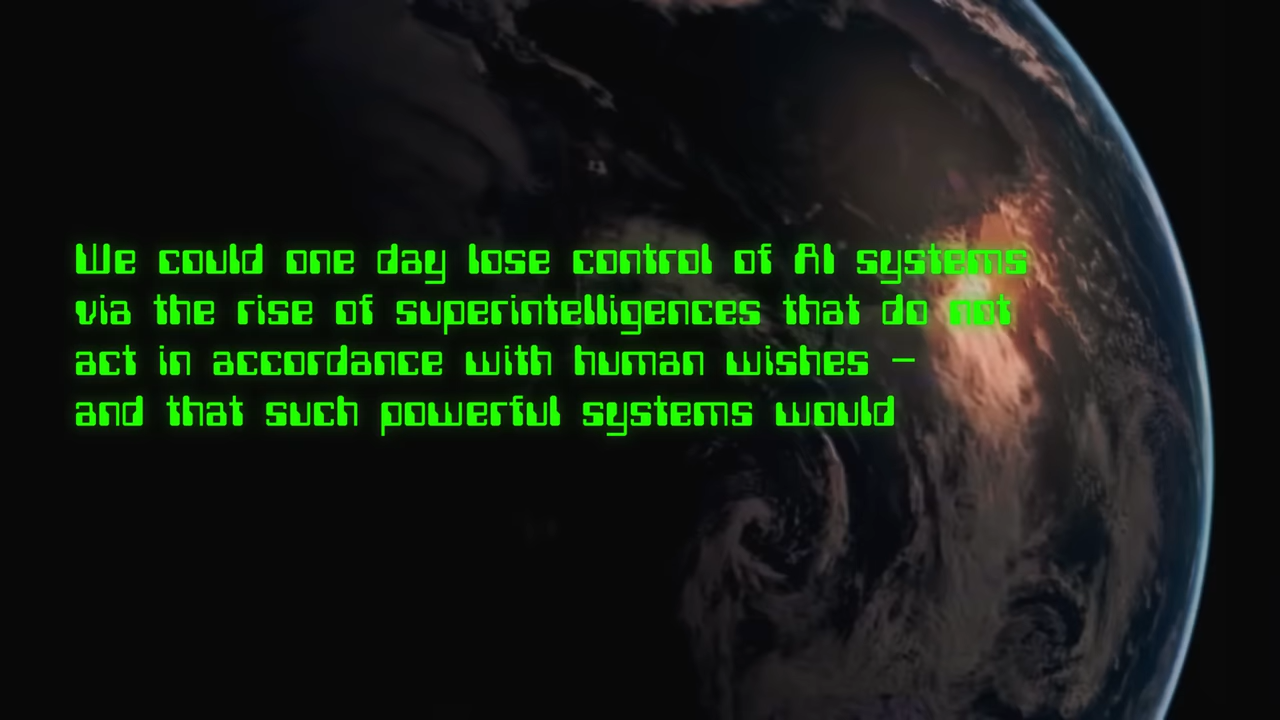 We could one day lose control of AI systems
via the rise of superintelligences that do not
act in accordance with human wishes –
and that such powerful systems would